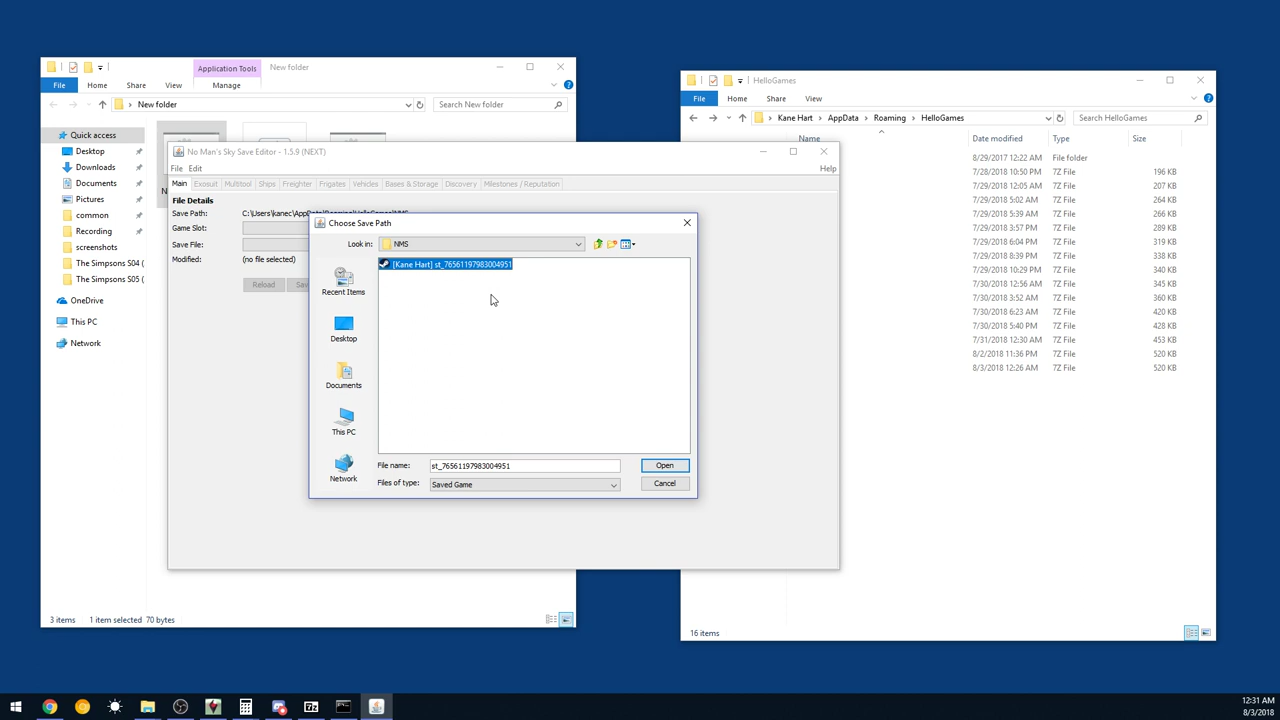 Application Tools
New folder
File
Home
Share
View
Manage
New folder
Search New folder
Quick access
Desktop
Downloads
Documents
Pictures
common
Recording
screenshots
The Simpsons S04 (
The Simpsons S05 (
OneDrive
This PC
Network
3 items
1 item selected 70 bytes
No Man's Sky Save Editor - 1.5.9 (NEXT)
File Edit
Help
Main Exosuit Multitool Ships Freighter Frigates Vehicles Bases & Storage Discovery Milestones / Reputation
File Details
Save Path:
Game Slot:
Save File:
Modified: (no file selected)
Reload
Choose Save Path
Look in: NMS
[Kane Hart] st_76561197983004951
Recent Items
Desktop
Documents
This PC
Network
File name: st_76561197983004951
Open
Files of type: Saved Game
Cancel
HelloGames
File Home Share View
Kane Hart AppData Roaming HelloGames
Search HelloGames
Name Date modified Type Size
8/29/2017 12:22 AM File folder
7/28/2018 10:50 PM 7Z File 196 KB
7/29/2018 12:05 AM 7Z File 207 KB
7/29/2018 5:02 AM 7Z File 264 KB
7/29/2018 5:39 AM 7Z File 266 KB
7/29/2018 3:57 PM 7Z File 289 KB
7/29/2018 6:04 PM 7Z File 319 KB
7/29/2018 8:39 PM 7Z File 338 KB
7/29/2018 10:29 PM 7Z File 340 KB
7/30/2018 12:56 AM 7Z File 345 KB
7/30/2018 3:52 AM 7Z File 360 KB
7/30/2018 6:23 AM 7Z File 420 KB
7/30/2018 5:40 PM 7Z File 428 KB
7/31/2018 12:30 AM 7Z File 453 KB
8/2/2018 11:36 PM 7Z File 520 KB
8/3/2018 12:26 AM 7Z File 520 KB
16 items
12:31 AM
8/3/2018